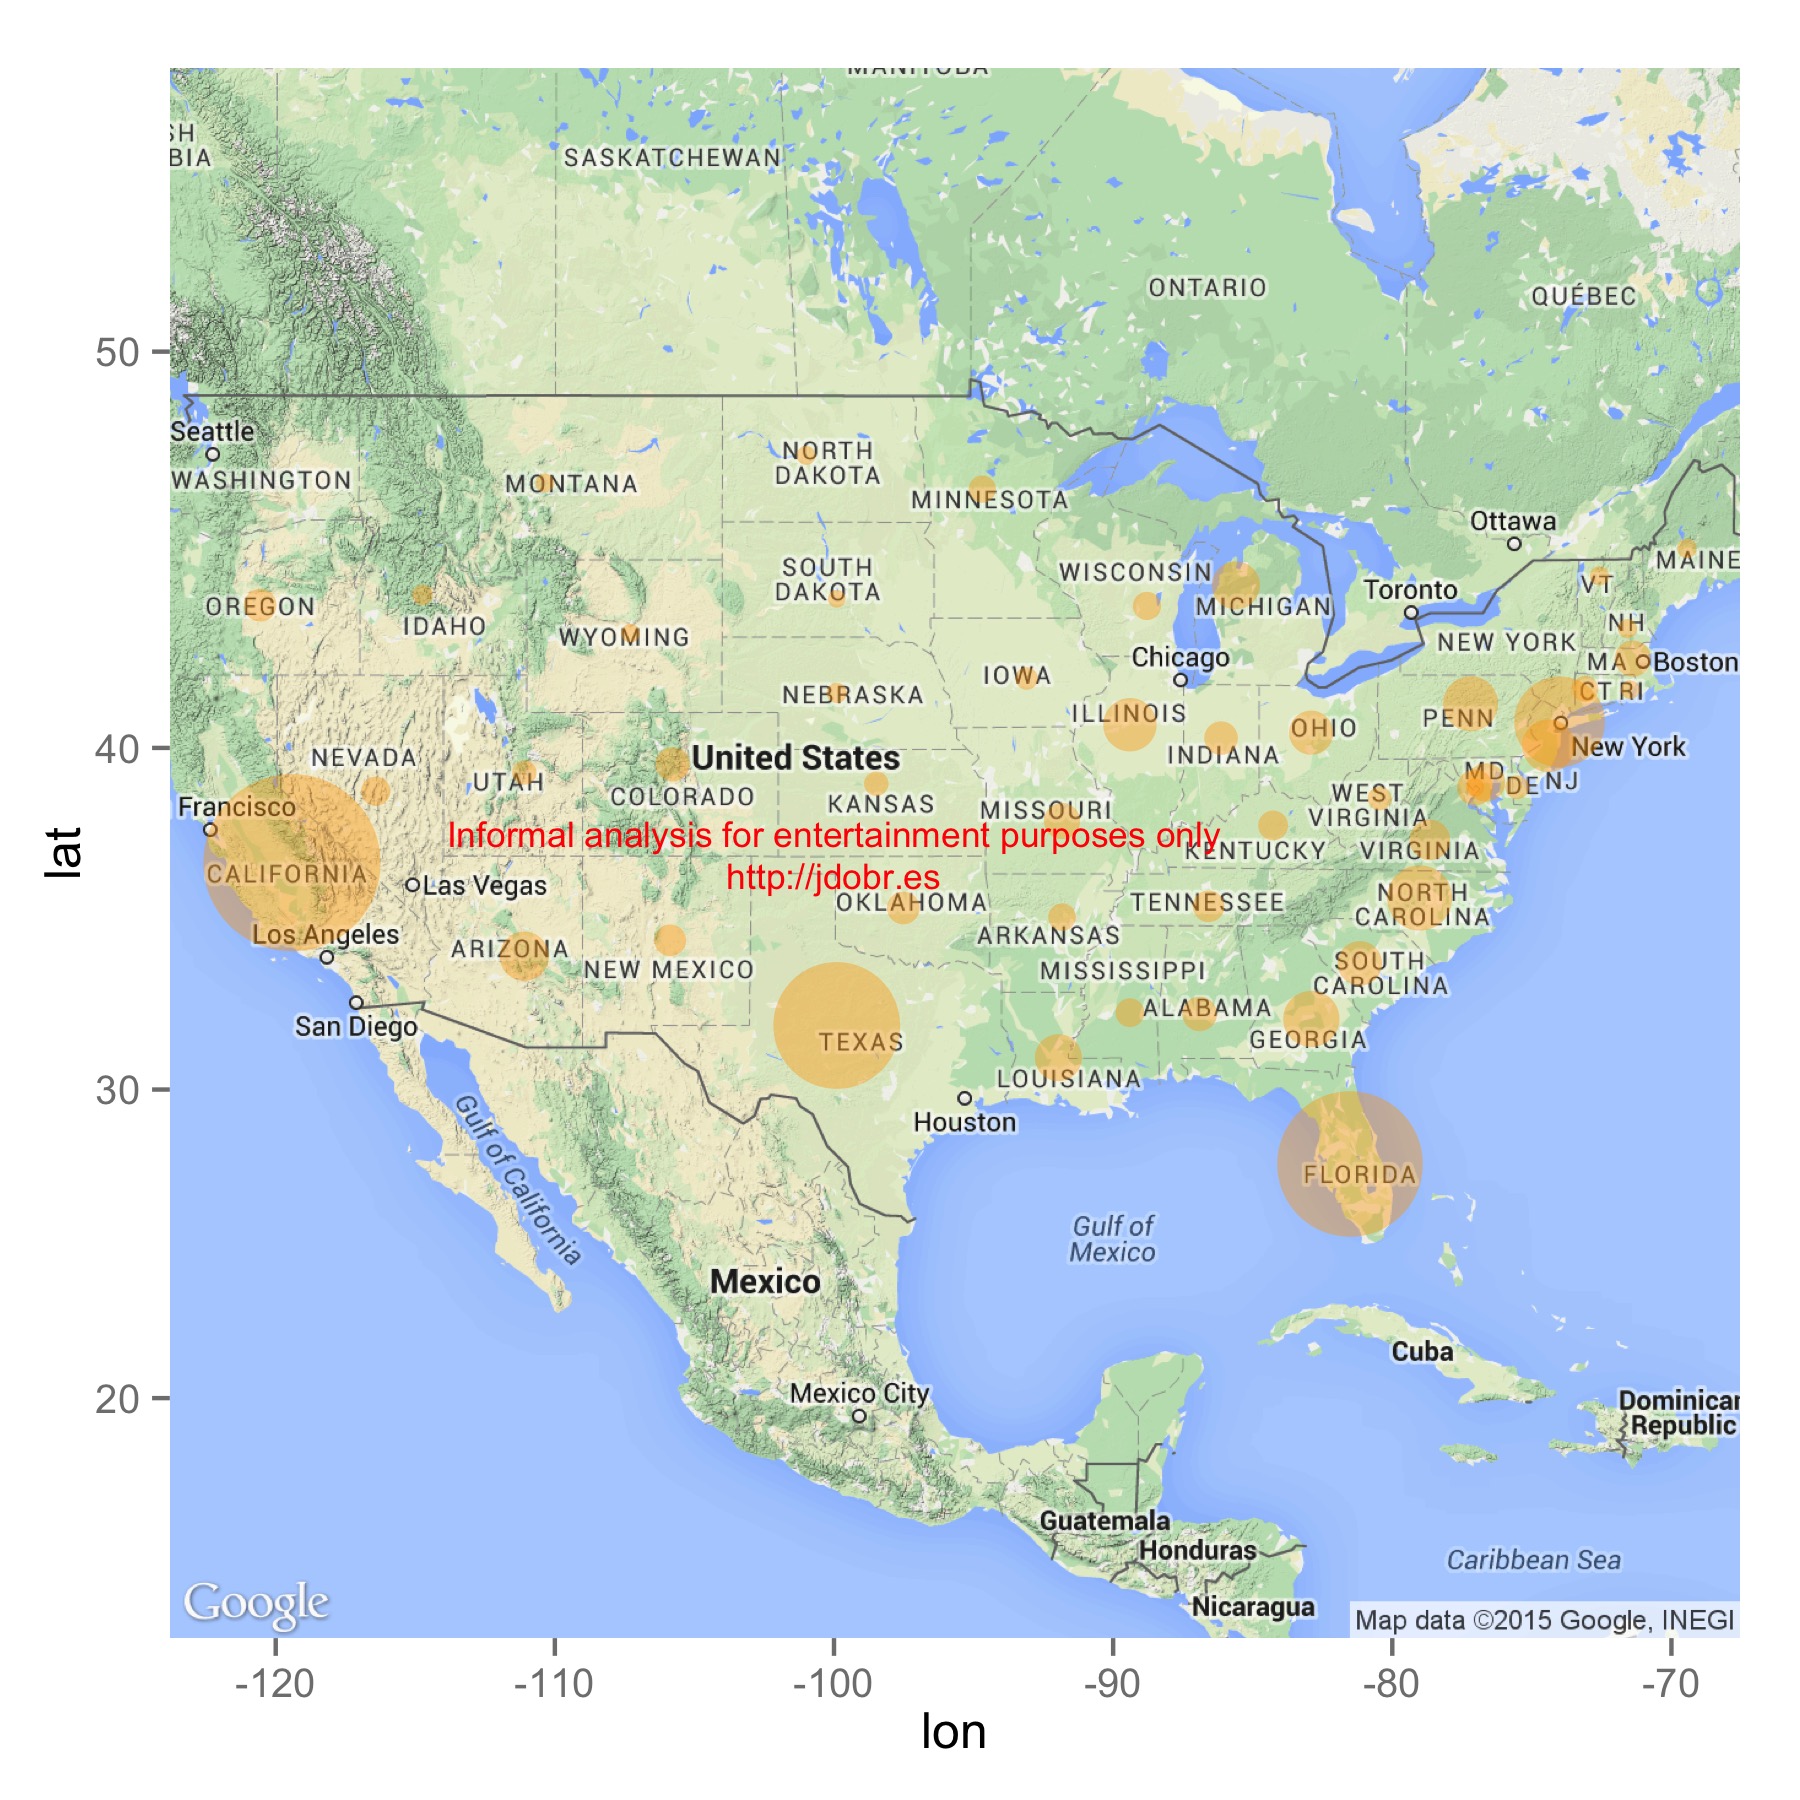 MANITOBA
SH
BIA
SASKATCHEWAN
ONTARIO
QUÉBEC
50
Seattle
WASHINGTON
MONTANA
NORTH
DAKOTA
MINNESOTA
Ottawa
MAINE
OREGON
IDAHO
WYOMING
SOUTH
DAKOTA
WISCONSIN
MICHIGAN
Toronto
VT
NH
NEW YORK
MA
Boston
CT RI
Chicago
IOWA
NEBRASKA
ILLINOIS
INDIANA
OHIO
PENN
New York
40
NEVADA
UTAH
United States
COLORADO
KANSAS
MISSOURI
WEST
VIRGINIA
MD
DE
NJ
Francisco
CALIFORNIA
Las Vegas
Informal analysis for entertainment purposes only
http://jdobr.es
KENTUCKY
VIRGINIA
lat
OKLAHOMA
TENNESSEE
NORTH
CAROLINA
Los Angeles
ARIZONA
NEW MEXICO
ARKANSAS
MISSISSIPPI
SOUTH
CAROLINA
ALABAMA
San Diego
TEXAS
GEORGIA
LOUISIANA
30
Houston
FLORIDA
Gulf of California
Gulf of
Mexico
Mexico
Cuba
20
Mexico City
Dominican
Republic
Guatemala
Honduras
Caribbean Sea
Nicaragua
Google
Map data ©2015 Google, INEGI
-120
-110
-100
-90
-80
-70
lon